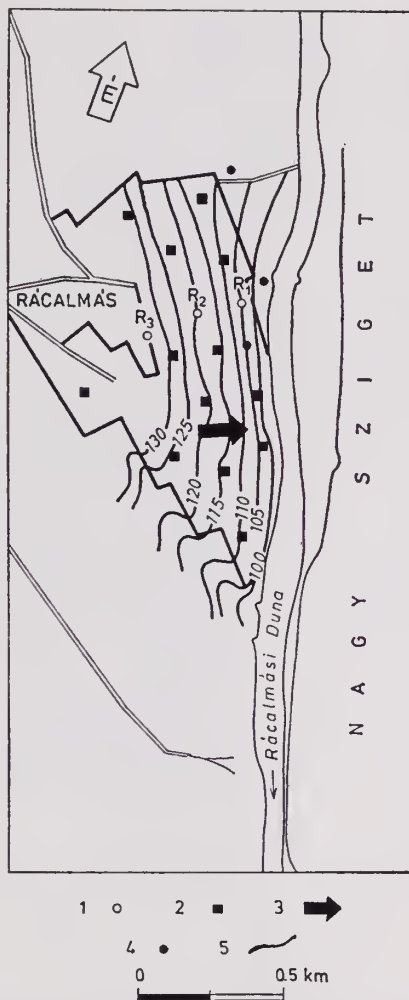 É
NAGY SZIGET
RÁCALMÁS
R1
R2
R3
130
125
120
115
110
105
100
← Rácalmási Duna
1 2 3
4 5
0 0.5 km